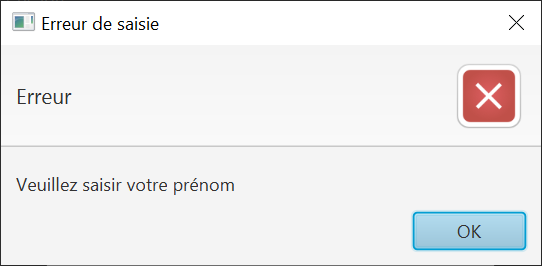 Erreur de saisie
Erreur
Veuillez saisir votre prénom
OK